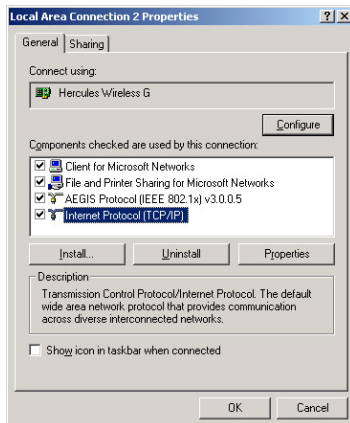 Local Area Connection 2 Properties
General Sharing
Connect using:
Hercules Wireless G
Configure
Components checked are used by this connection:
Client for Microsoft Networks
File and Printer Sharing for Microsoft Networks
AEGIS Protocol (IEEE 802.1x) v3.0.0.5
Internet Protocol (TCP/IP)
Install... Uninstall Properties
Description
Transmission Control Protocol/Internet Protocol. The default
wide area network protocol that provides communication
across diverse interconnected networks.
Show icon in taskbar when connected
OK Cancel